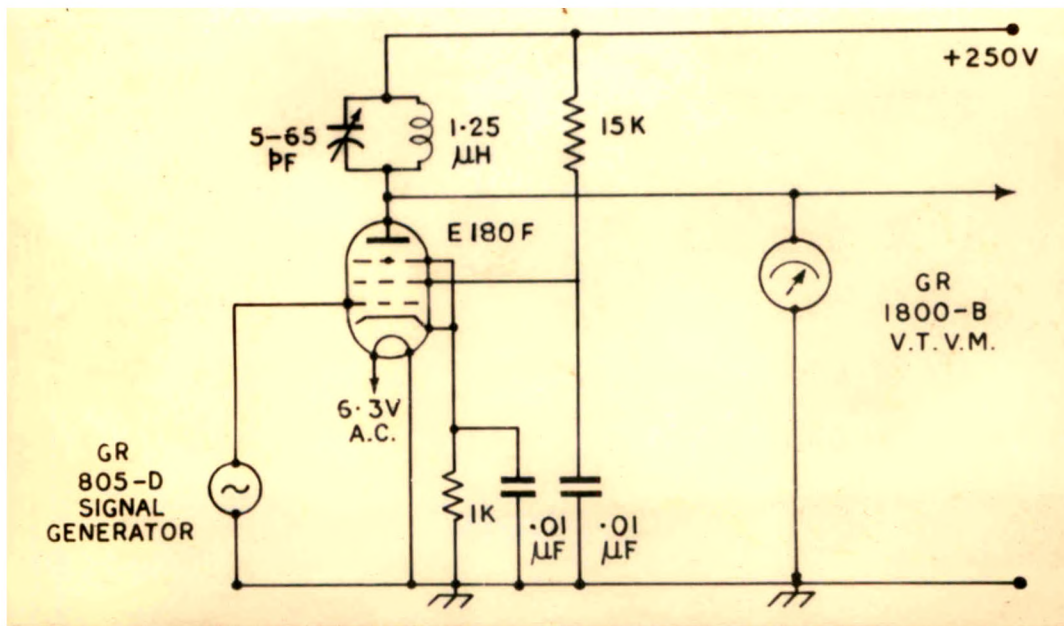 +250V
5-65
pF
1·25
µH
15K
E180F
GR
1800-B
V.T.V.M.
6·3V
A.C.
GR
805-D
SIGNAL
GENERATOR
1K
·01
µF
·01
µF